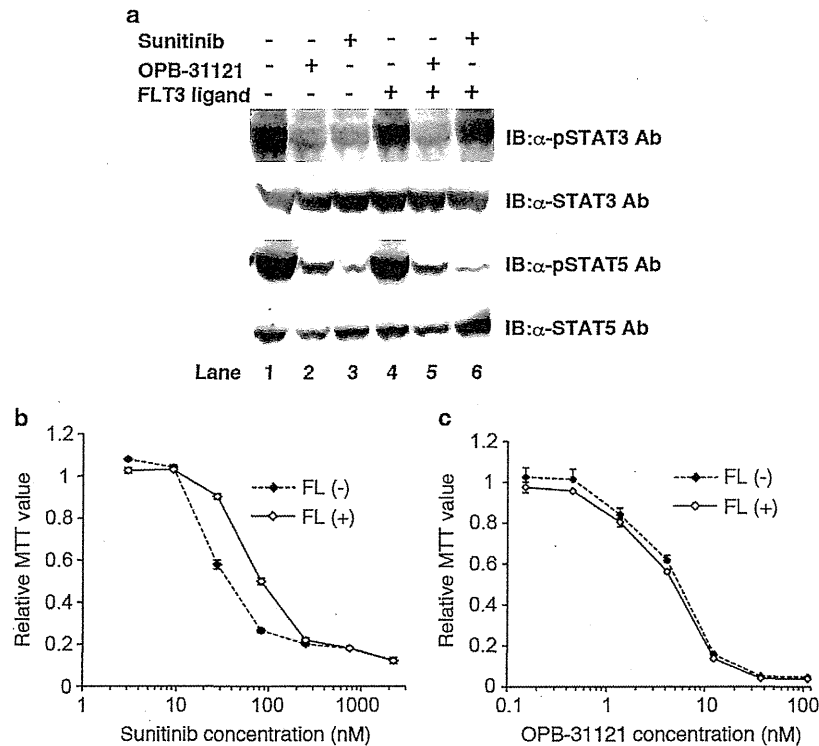 a
Sunitinib - - + - - +
OPB-31121 - + - - + -
FLT3 ligand - - - + + +
IB:α-pSTAT3 Ab
IB:α-STAT3 Ab
IB:α-pSTAT5 Ab
IB:α-STAT5 Ab
Lane 1 2 3 4 5 6
b
1.2
1
0.8
0.6
0.4
0.2
0
Relative MTT value
FL (-)
FL (+)
1 10 100 1000
Sunitinib concentration (nM)
c
1.2
1
0.8
0.6
0.4
0.2
0
Relative MTT value
FL (-)
FL (+)
0.1 1 10 100
OPB-31121 concentration (nM)